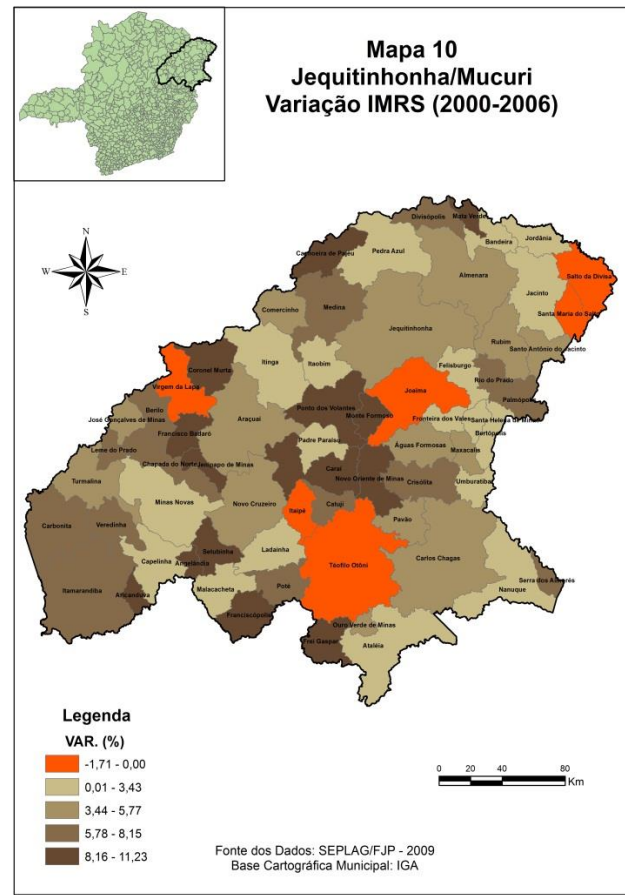 Mapa 10
Jequitinhonha/Mucuri
Variação IMRS (2000-2006)
N
W
E
S
Divisópolis
Mata Verde
Bandeira
Jordânia
Cachoeira de Pajeú
Pedra Azul
Salto da Divisa
Almenara
Jacinto
Medina
Comercinho
Santa Maria do Salto
Jequitinhonha
Rubim
Santo Antônio do Jacinto
Itinga
Itaobim
Coronel Murta
Felisburgo
Rio do Prado
Virgem da Lapa
Joaíma
Palmópolis
Berilo
Ponto dos Volantes
Monte Formoso
José Gonçalves de Minas
Araçuaí
Fronteira dos Vales
Santa Helena de Minas
Francisco Badaró
Bertópolis
Leme do Prado
Padre Paraíso
Águas Formosas
Machacalis
Chapada do Norte
Jenipapo de Minas
Caraí
Novo Oriente de Minas
Crisólita
Turmalina
Umburatiba
Minas Novas
Novo Cruzeiro
Itaipé
Catuji
Carbonita
Veredinha
Pavão
Setubinha
Ladainha
Teófilo Otôni
Carlos Chagas
Capelinha
Angelândia
Serra dos Aimorés
Itamarandiba
Malacacheta
Poté
Nanuque
Aricanduva
Franciscópolis
Ouro Verde de Minas
Frei Gaspar
Ataléia
Legenda
VAR. (%)
-1,71 - 0,00
0,01 - 3,43
3,44 - 5,77
5,78 - 8,15
8,16 - 11,23
0 20 40 80
Km
Fonte dos Dados: SEPLAG/FJP - 2009
Base Cartográfica Municipal: IGA